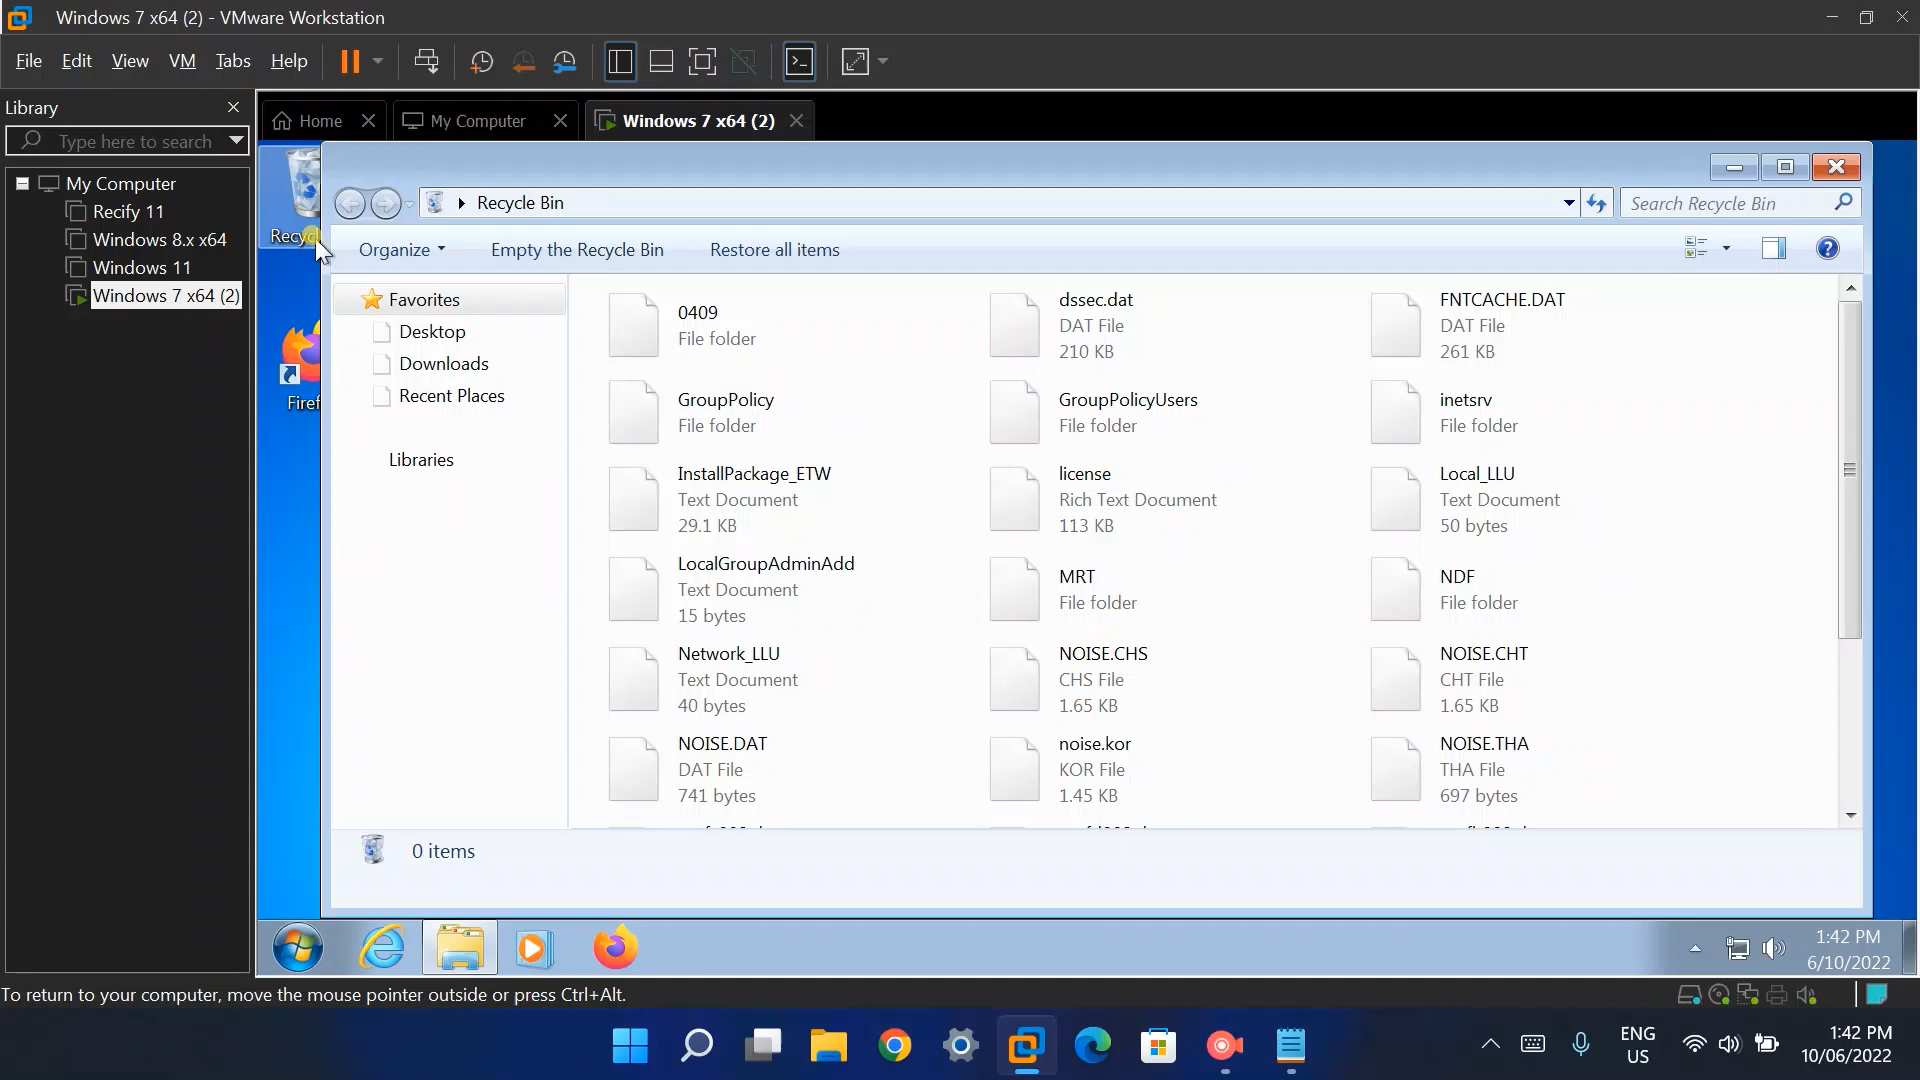 Windows 7 x64 (2) - VMware Workstation
File Edit View VM Tabs Help
Library
Type here to search
My Computer
Recify 11
Windows 8.x x64
Windows 11
Windows 7 x64 (2)
Home
My Computer
Windows 7 x64 (2)
Firef
Recycle Bin
Search Recycle Bin
Organize
Empty the Recycle Bin
Restore all items
Favorites
Desktop
Downloads
Recent Places
Libraries
0409
File folder
dssec.dat
DAT File
210 KB
FNTCACHE.DAT
DAT File
261 KB
GroupPolicy
File folder
GroupPolicyUsers
File folder
inetsrv
File folder
InstallPackage_ETW
Text Document
29.1 KB
license
Rich Text Document
113 KB
Local_LLU
Text Document
50 bytes
LocalGroupAdminAdd
Text Document
15 bytes
MRT
File folder
NDF
File folder
Network_LLU
Text Document
40 bytes
NOISE.CHS
CHS File
1.65 KB
NOISE.CHT
CHT File
1.65 KB
NOISE.DAT
DAT File
741 bytes
noise.kor
KOR File
1.45 KB
NOISE.THA
THA File
697 bytes
0 items
1:42 PM
6/10/2022
To return to your computer, move the mouse pointer outside or press Ctrl+Alt.
ENG
US
1:42 PM
10/06/2022